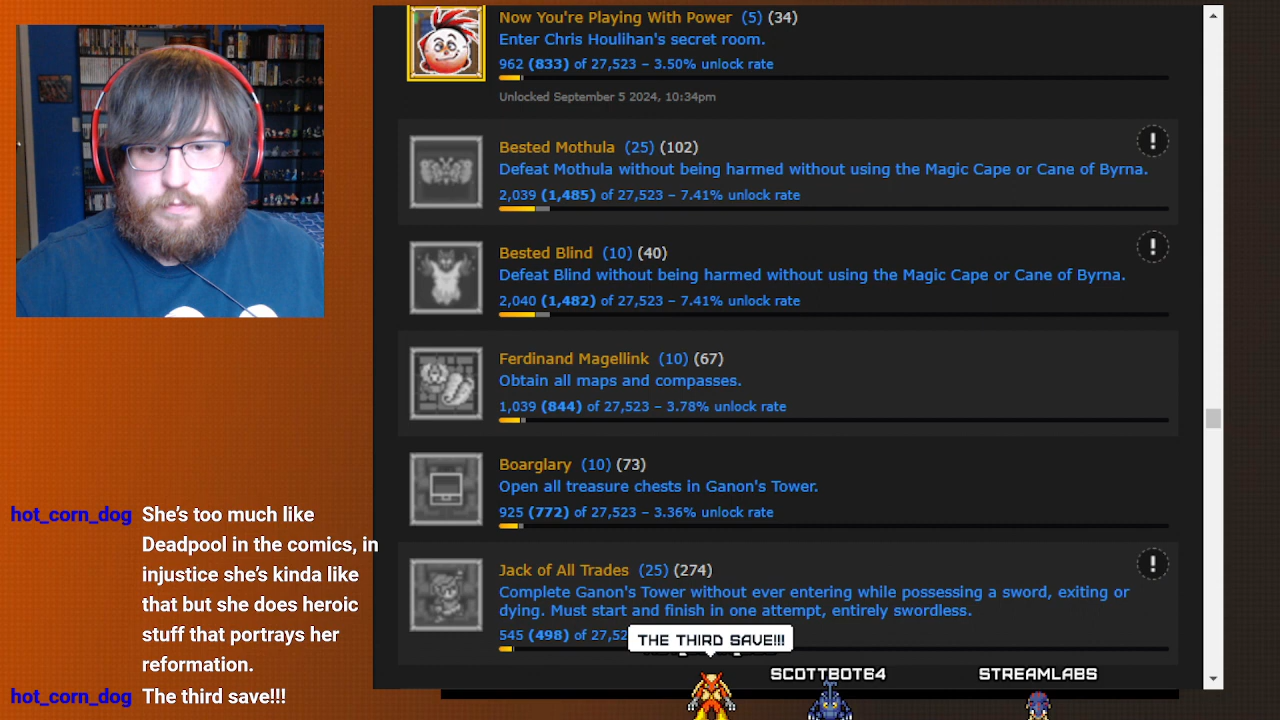 Now You're Playing With Power (5) (34)
Enter Chris Houlihan's secret room.
962 (833) of 27,523 – 3.50% unlock rate
Unlocked September 5 2024, 10:34pm
Bested Mothula (25) (102)
Defeat Mothula without being harmed without using the Magic Cape or Cane of Byrna.
2,039 (1,485) of 27,523 – 7.41% unlock rate
Bested Blind (10) (40)
Defeat Blind without being harmed without using the Magic Cape or Cane of Byrna.
2,040 (1,482) of 27,523 – 7.41% unlock rate
Ferdinand Magellink (10) (67)
Obtain all maps and compasses.
1,039 (844) of 27,523 – 3.78% unlock rate
Boarglary (10) (73)
Open all treasure chests in Ganon's Tower.
925 (772) of 27,523 – 3.36% unlock rate
Jack of All Trades (25) (274)
Complete Ganon's Tower without ever entering while possessing a sword, exiting or
dying. Must start and finish in one attempt, entirely swordless.
545 (498) of 27,52
THE THIRD SAVE!!!
SCOTTBOT64
STREAMLABS
hot_corn_dog She's too much like
Deadpool in the comics, in
injustice she's kinda like
that but she does heroic
stuff that portrays her
reformation.
hot_corn_dog The third save!!!